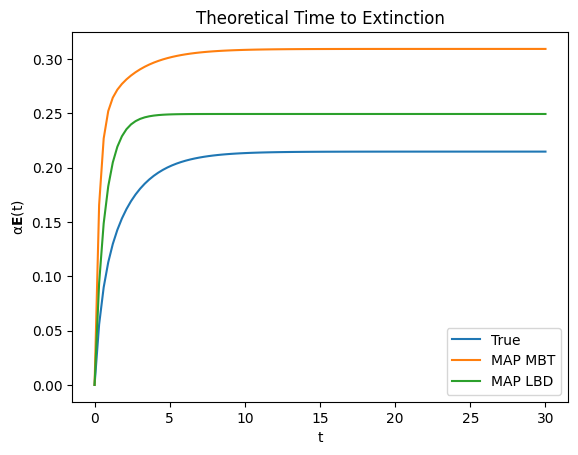 Theoretical Time to Extinction
0.30
0.25
0.20
0.15
0.10
0.05
0.00
α𝐄(t)
0 5 10 15 20 25 30
t
True
MAP MBT
MAP LBD